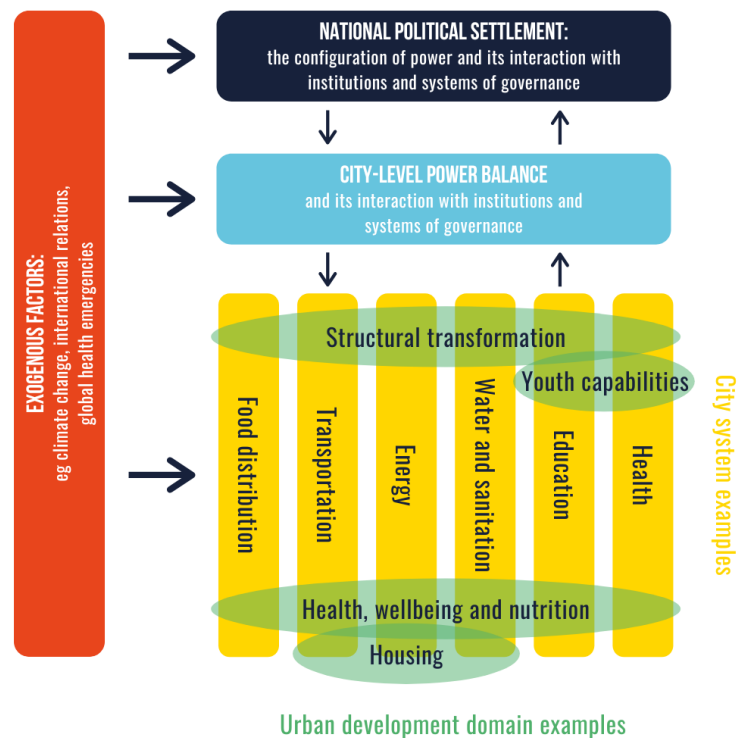 EXOGENOUS FACTORS:
eg climate change, international relations,
global health emergencies
NATIONAL POLITICAL SETTLEMENT:
the configuration of power and its interaction with
institutions and systems of governance
CITY-LEVEL POWER BALANCE
and its interaction with institutions and
systems of governance
Structural transformation
Youth capabilities
Food distribution
Transportation
Energy
Water and sanitation
Education
Health
City system examples
Health, wellbeing and nutrition
Housing
Urban development domain examples